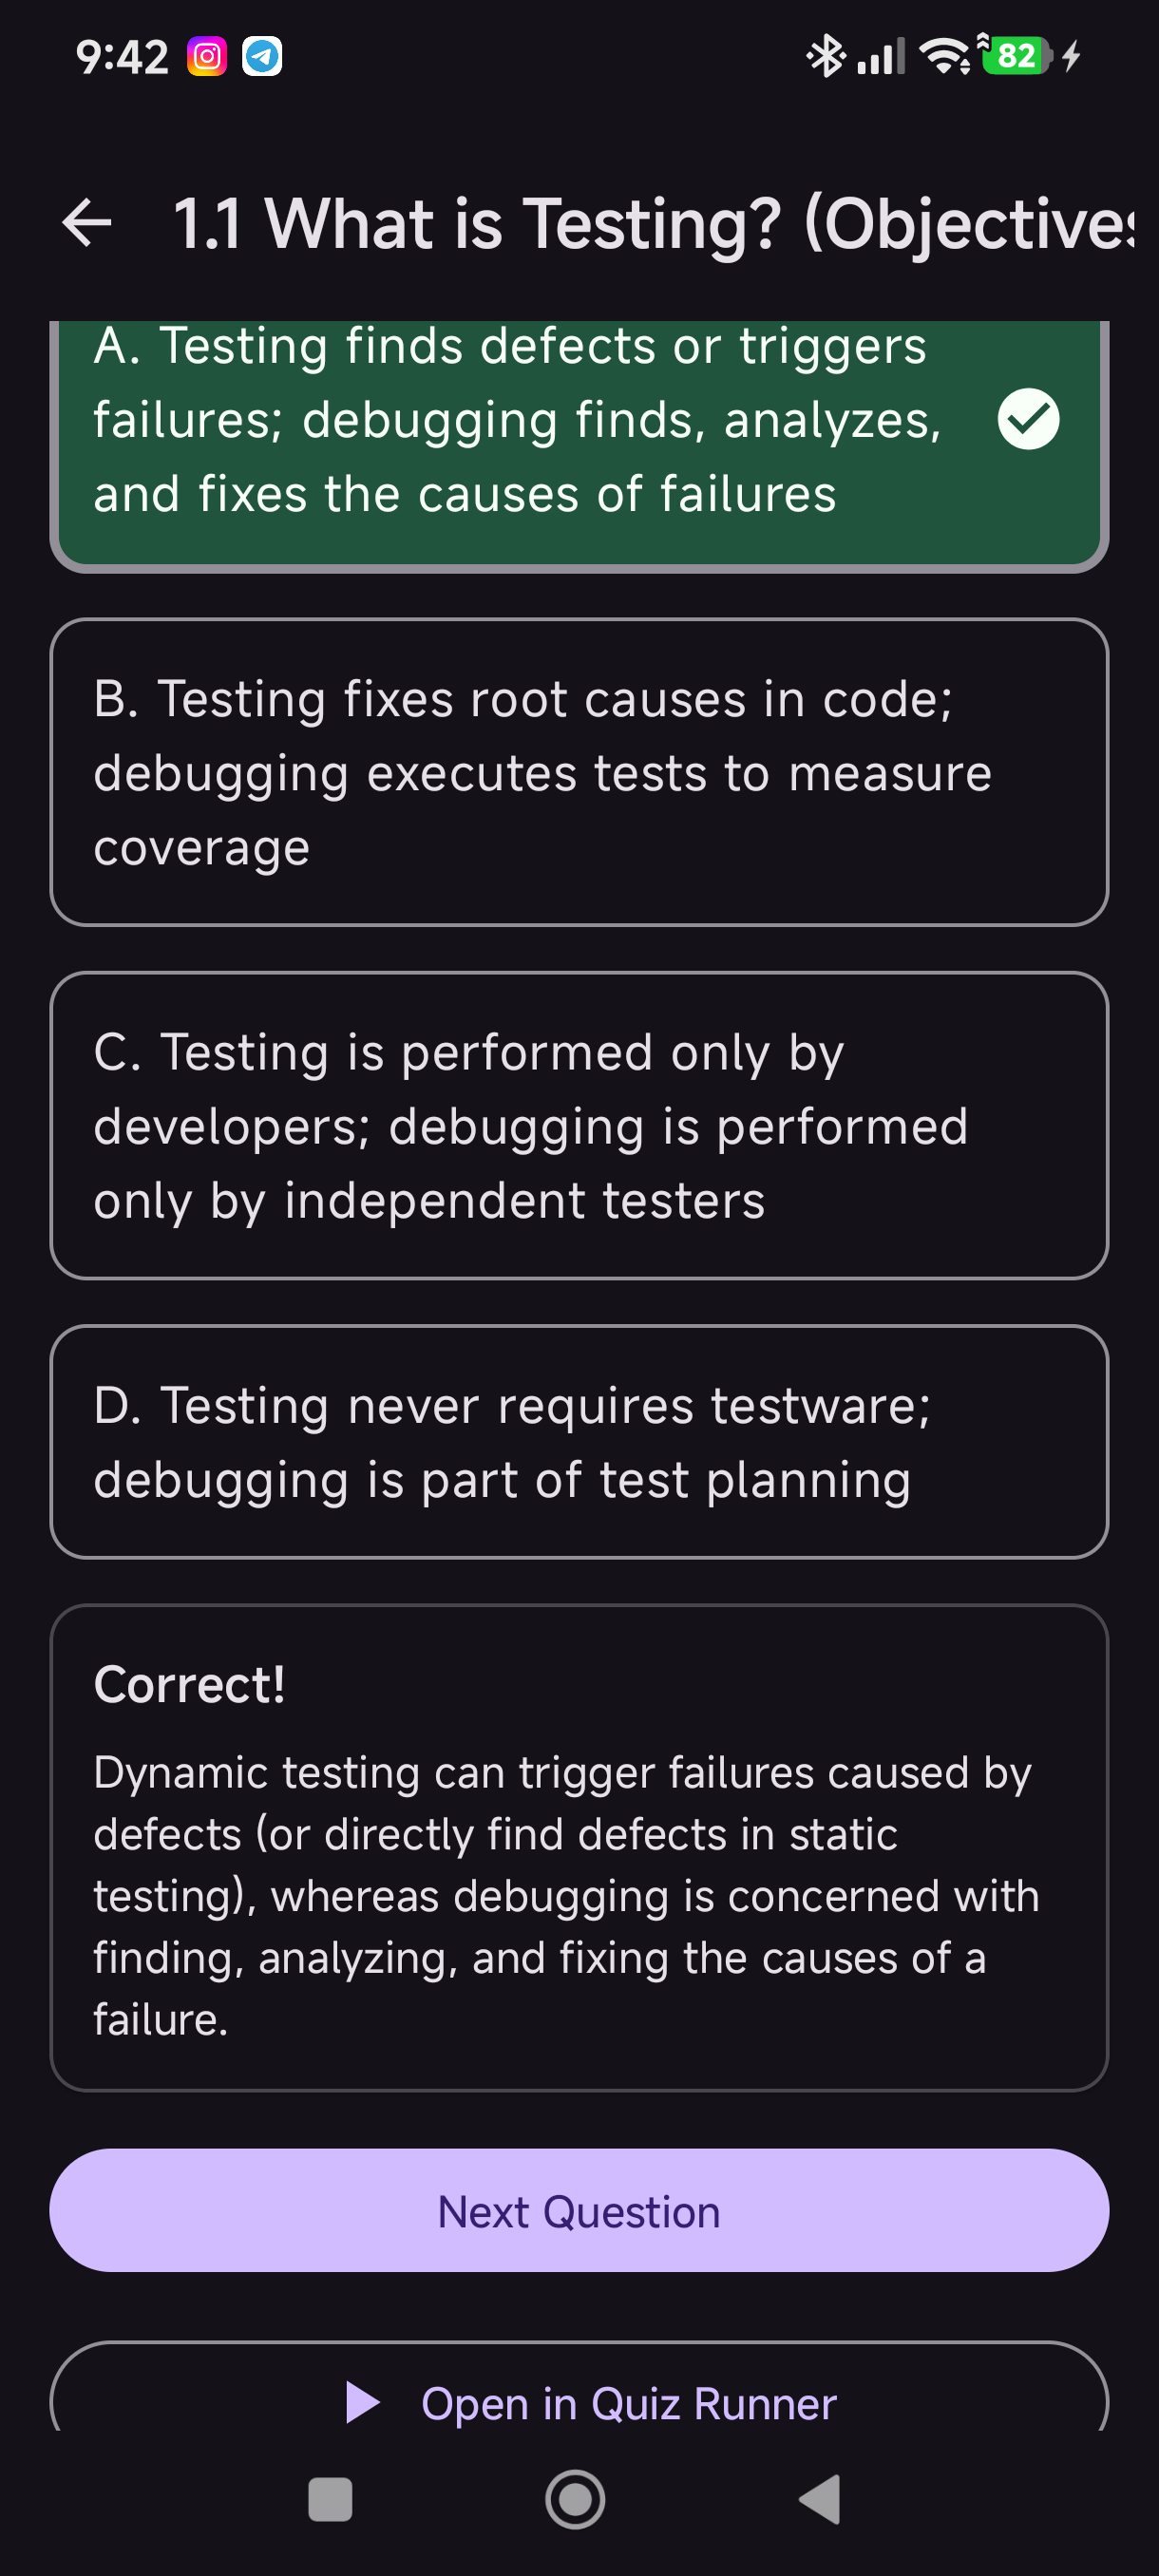 9:42
82
1.1 What is Testing? (Objectives
A. Testing finds defects or triggers
failures; debugging finds, analyzes,
and fixes the causes of failures
B. Testing fixes root causes in code;
debugging executes tests to measure
coverage
C. Testing is performed only by
developers; debugging is performed
only by independent testers
D. Testing never requires testware;
debugging is part of test planning
Correct!
Dynamic testing can trigger failures caused by
defects (or directly find defects in static
testing), whereas debugging is concerned with
finding, analyzing, and fixing the causes of a
failure.
Next Question
Open in Quiz Runner